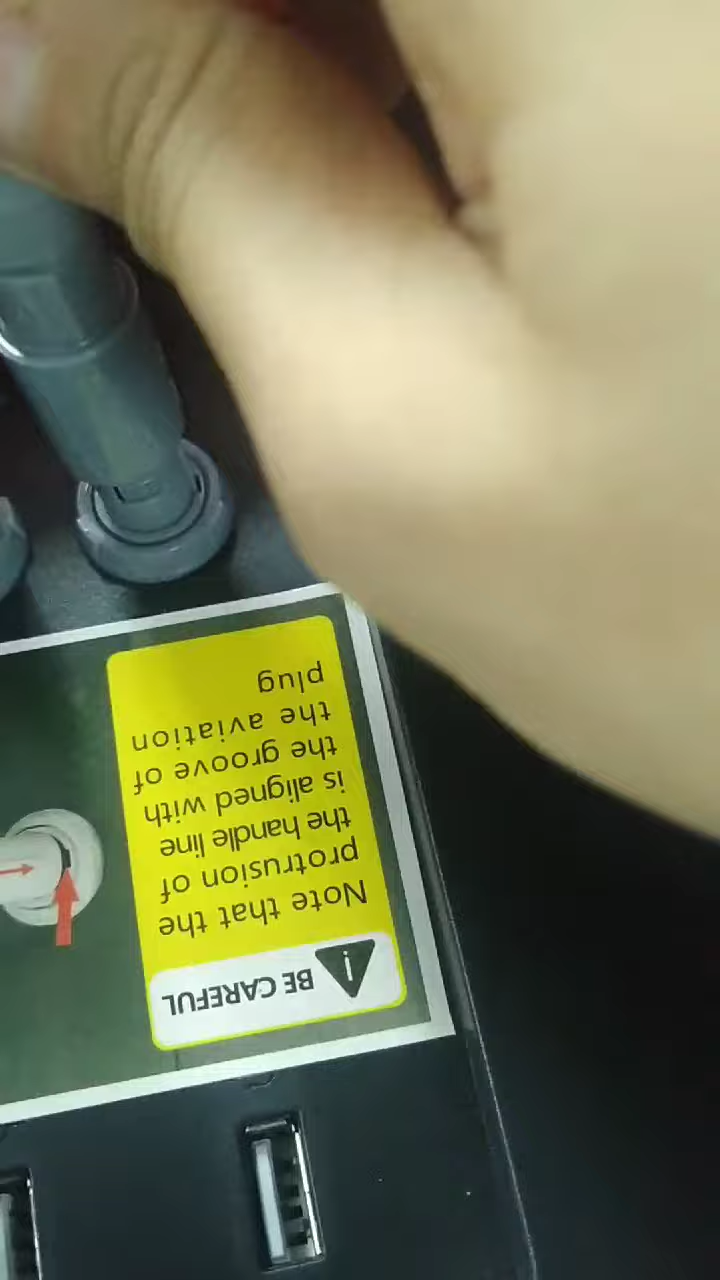 BE CAREFUL
Note that the
protrusion of
the handle line
is aligned with
the groove of
the aviation
plug